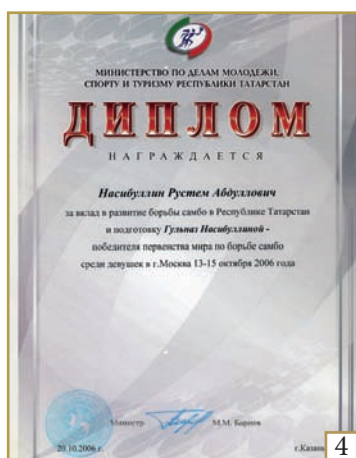 МИНИСТЕРСТВО ПО ДЕЛАМ МОЛОДЕЖИ,
СПОРТУ И ТУРИЗМУ РЕСПУБЛИКИ ТАТАРСТАН
ДИПЛОМ
НАГРАЖДАЕТСЯ
Насибуллин Рустем Абдуллович
за вклад в развитие борьбы самбо в Республике Татарстан
и подготовку Гульназ Насибуллиной -
победителя первенства мира по борьбе самбо
среди девушек в г.Москва 13-15 октября 2006 года
Министр М.М. Бариев
20.10.2006 г. г.Казань
4